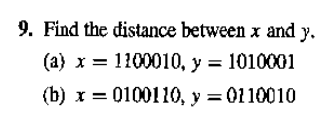 9. Find the distance between x and y.
(a) x = 1100010, y = 1010001
(b) x = 0100110, y = 0110010